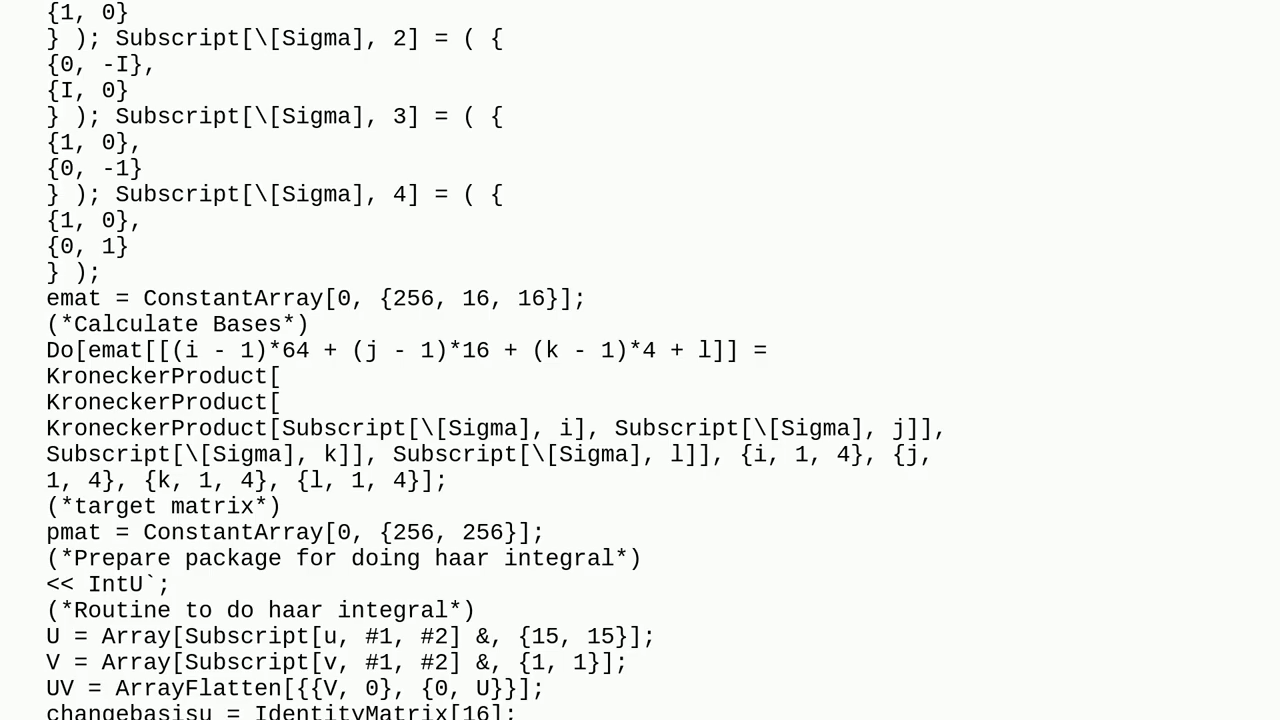 {1, 0}
} ); Subscript[\[Sigma], 2] = ( {
{0, -I},
{I, 0}
} ); Subscript[\[Sigma], 3] = ( {
{1, 0},
{0, -1}
} ); Subscript[\[Sigma], 4] = ( {
{1, 0},
{0, 1}
} );
emat = ConstantArray[0, {256, 16, 16}];
(*Calculate Bases*)
Do[emat[[(i - 1)*64 + (j - 1)*16 + (k - 1)*4 + l]] =
KroneckerProduct[
KroneckerProduct[
KroneckerProduct[Subscript[\[Sigma], i], Subscript[\[Sigma], j]],
Subscript[\[Sigma], k]], Subscript[\[Sigma], l]], {i, 1, 4}, {j,
1, 4}, {k, 1, 4}, {l, 1, 4}];
(*target matrix*)
pmat = ConstantArray[0, {256, 256}];
(*Prepare package for doing haar integral*)
<< IntU`;
(*Routine to do haar integral*)
U = Array[Subscript[u, #1, #2] &, {15, 15}];
V = Array[Subscript[v, #1, #2] &, {1, 1}];
UV = ArrayFlatten[{{V, 0}, {0, U}}];
changebasisu = IdentityMatrix[16];